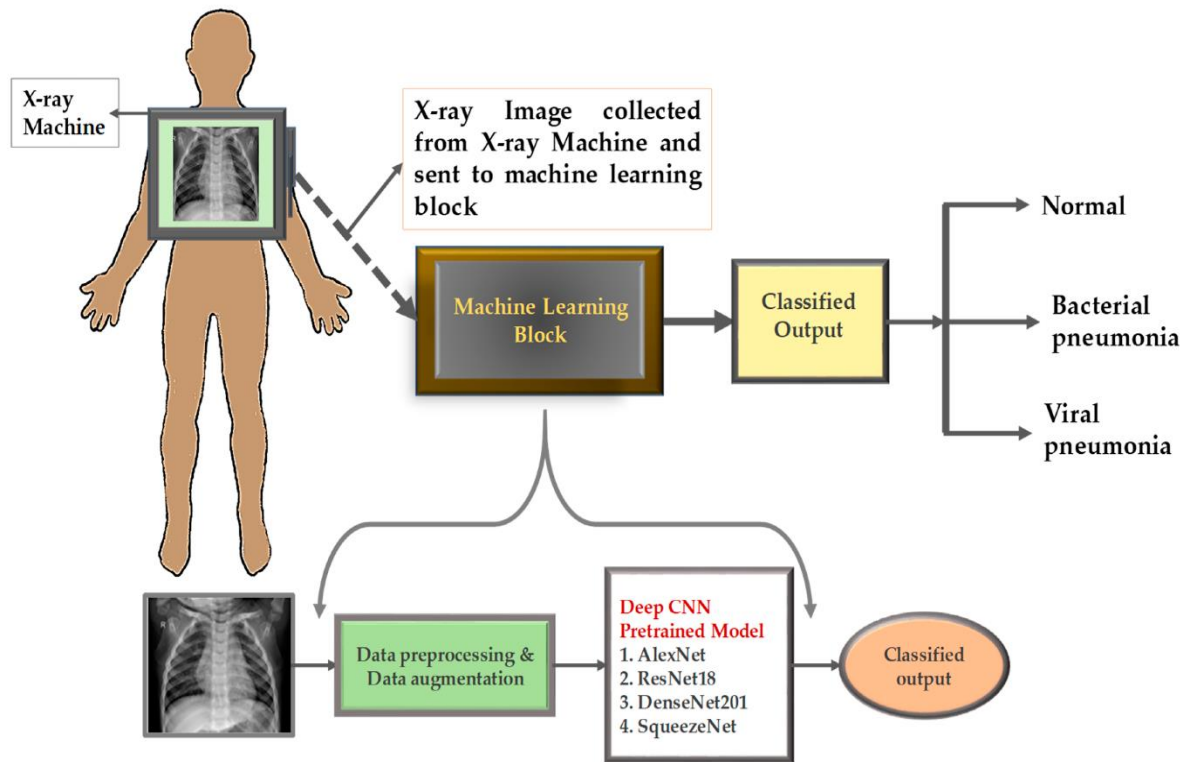 X-ray
Machine
X-ray Image collected
from X-ray Machine and
sent to machine learning
block
Machine Learning
Block
Classified
Output
Normal
Bacterial
pneumonia
Viral
pneumonia
R
Data preprocessing &
Data augmentation
Deep CNN
Pretrained Model
1. AlexNet
2. ResNet18
3. DenseNet201
4. SqueezeNet
Classified
output